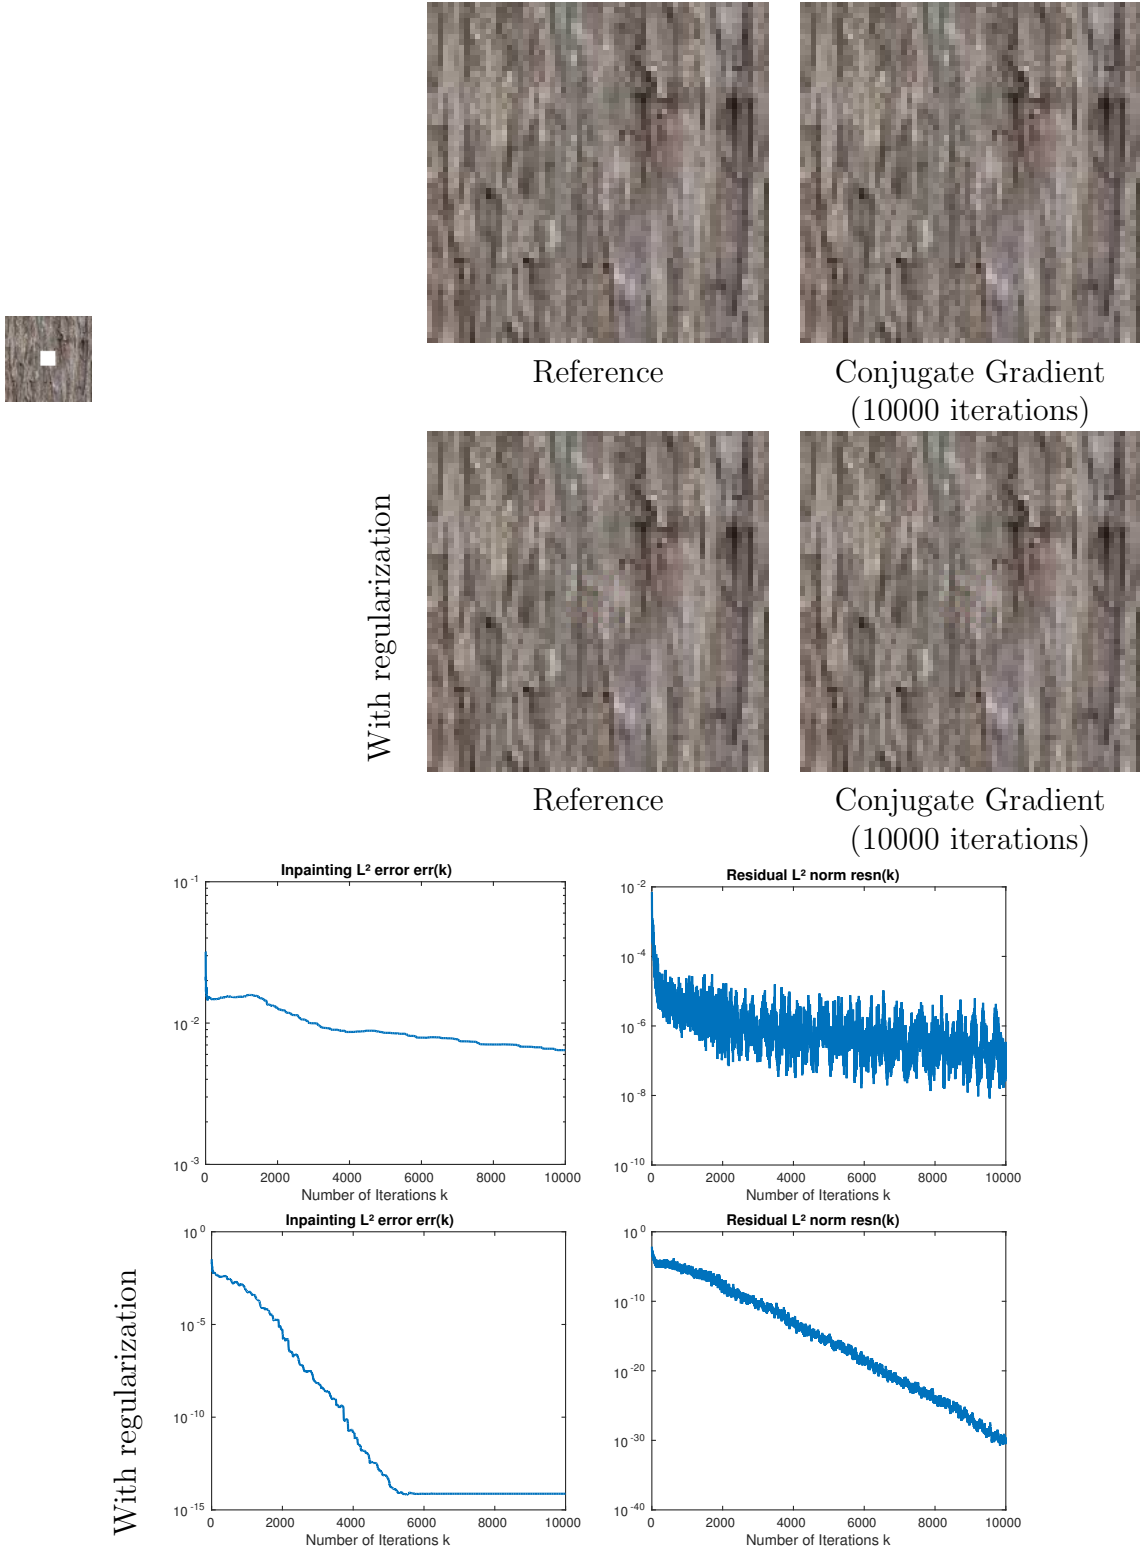 Reference
Conjugate Gradient
(10000 iterations)
With regularization
Reference
Conjugate Gradient
(10000 iterations)
Inpainting L² error err(k)
10^-1
10^-2
10^-3
0 2000 4000 6000 8000 10000
Number of Iterations k
Residual L² norm resn(k)
10^-2
10^-4
10^-6
10^-8
10^-10
0 2000 4000 6000 8000 10000
Number of Iterations k
With regularization
Inpainting L² error err(k)
10^0
10^-5
10^-10
10^-15
0 2000 4000 6000 8000 10000
Number of Iterations k
Residual L² norm resn(k)
10^0
10^-10
10^-20
10^-30
10^-40
0 2000 4000 6000 8000 10000
Number of Iterations k